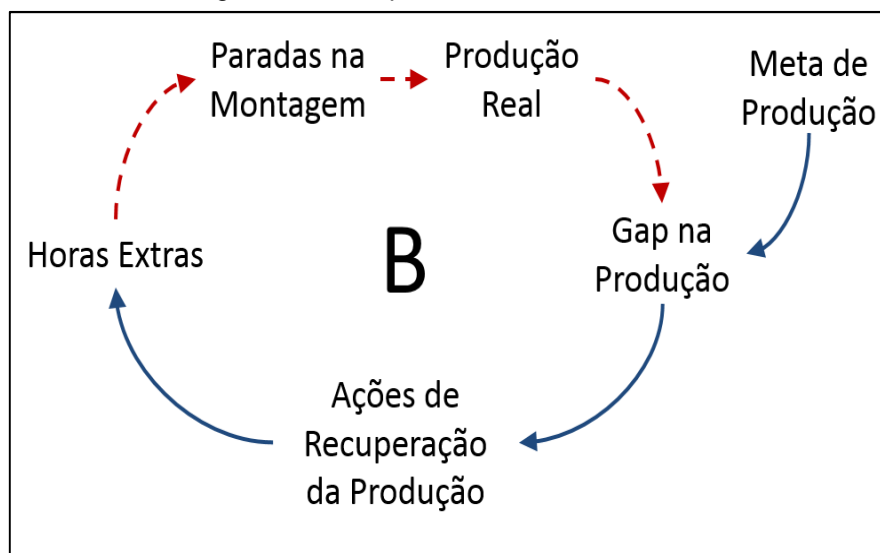 Paradas na
Montagem
Produção
Real
Meta de
Produção
Horas Extras
B
Gap na
Produção
Ações de
Recuperação
da Produção